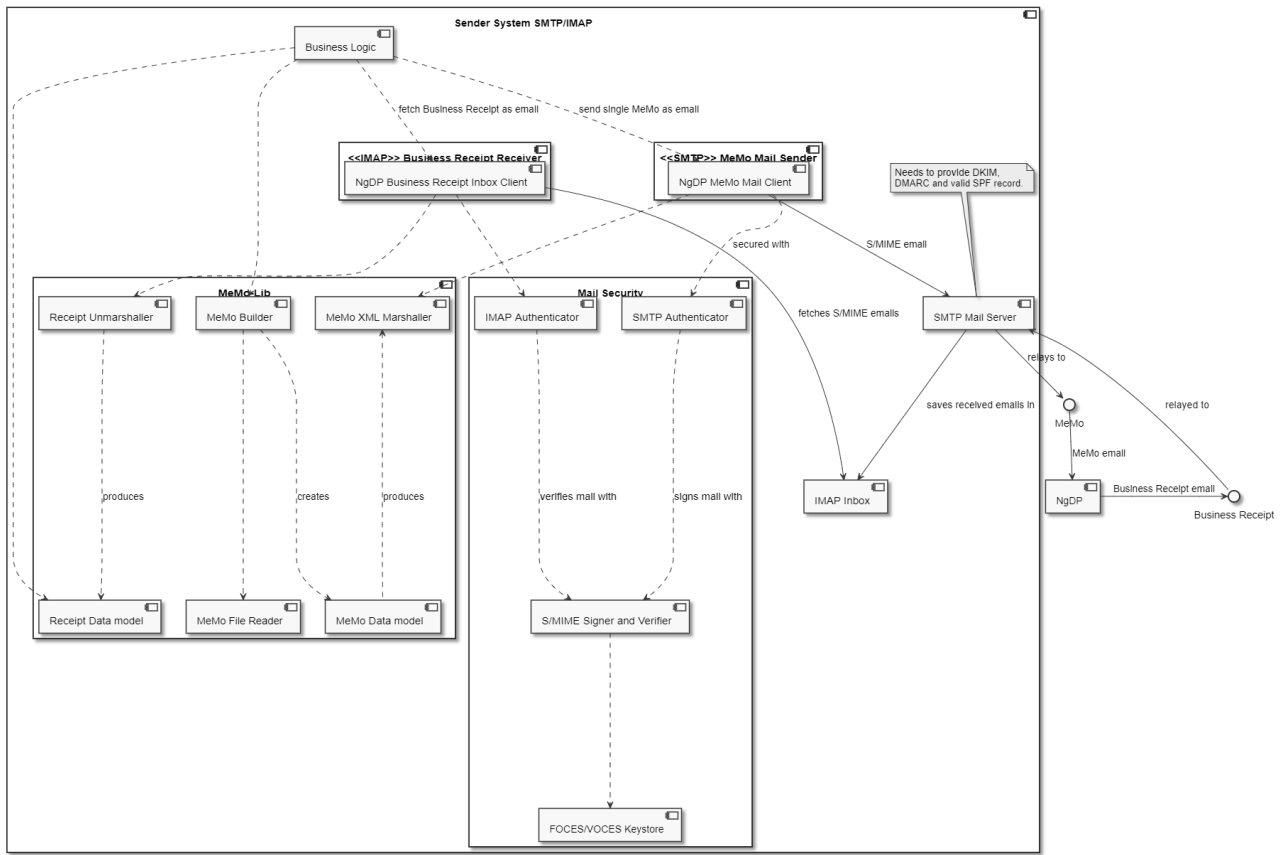 Sender System SMTP/IMAP
Business Logic
fetch Business Receipt as email
send single MeMo as email
<<IMAP>> Business Receipt Receiver
<<SMTP>> MeMo Mail Sender
NgDP Business Receipt Inbox Client
NgDP MeMo Mail Client
Needs to provide DKIM,
DMARC and valid SPF record.
secured with
S/MIME email
MeMo Lib
Mail Security
Receipt Unmarshaller
MeMo Builder
MeMo XML Marshaller
IMAP Authenticator
SMTP Authenticator
fetches S/MIME emails
SMTP Mail Server
relays to
saves received emails in
relayed to
MeMo
MeMo email
produces
creates
produces
verifies mail with
signs mail with
IMAP Inbox
NgDP
Business Receipt email
Business Receipt
Receipt Data model
MeMo File Reader
MeMo Data model
S/MIME Signer and Verifier
FOCES/VOCES Keystore